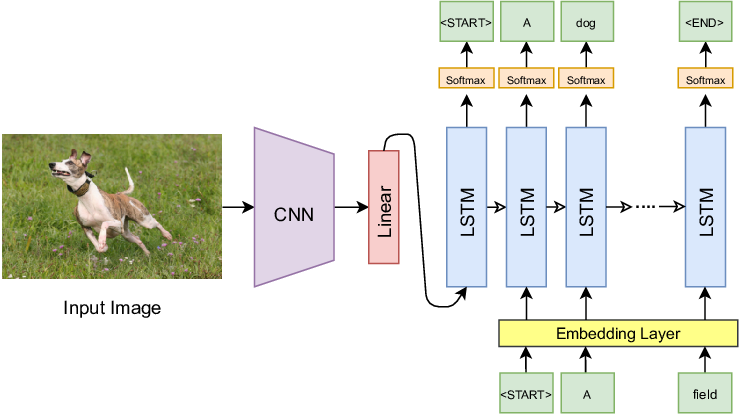 <START>
A
dog
<END>
Softmax
Softmax
Softmax
Softmax
CNN
Linear
LSTM
LSTM
LSTM
....
LSTM
Input Image
Embedding Layer
<START>
A
field